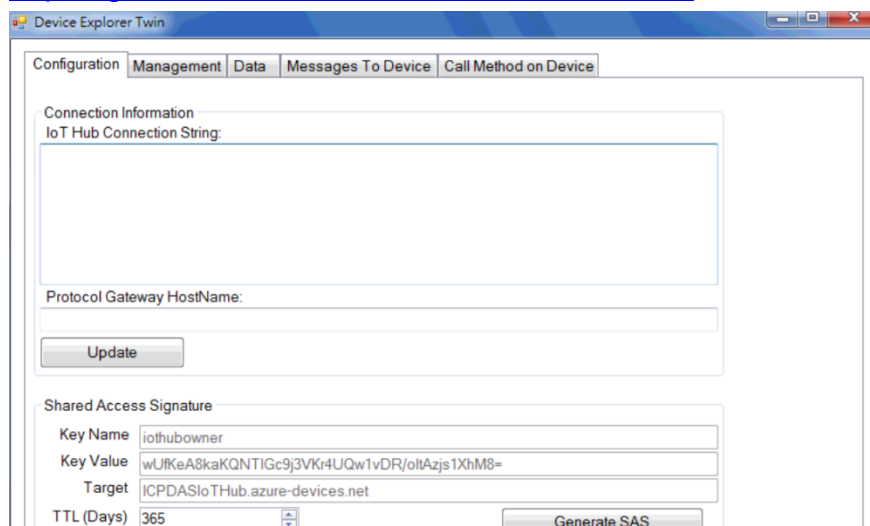 Device Explorer Twin
Configuration Management Data Messages To Device Call Method on Device
Connection Information
IoT Hub Connection String:
Protocol Gateway HostName:
Update
Shared Access Signature
Key Name iothubowner
Key Value wUfKeA8kaKQNTIGc9j3VKr4UQw1vDR/oltAzjs1XhM8=
Target ICPDASIoTHub.azure-devices.net
TTL (Days) 365 Generate SAS